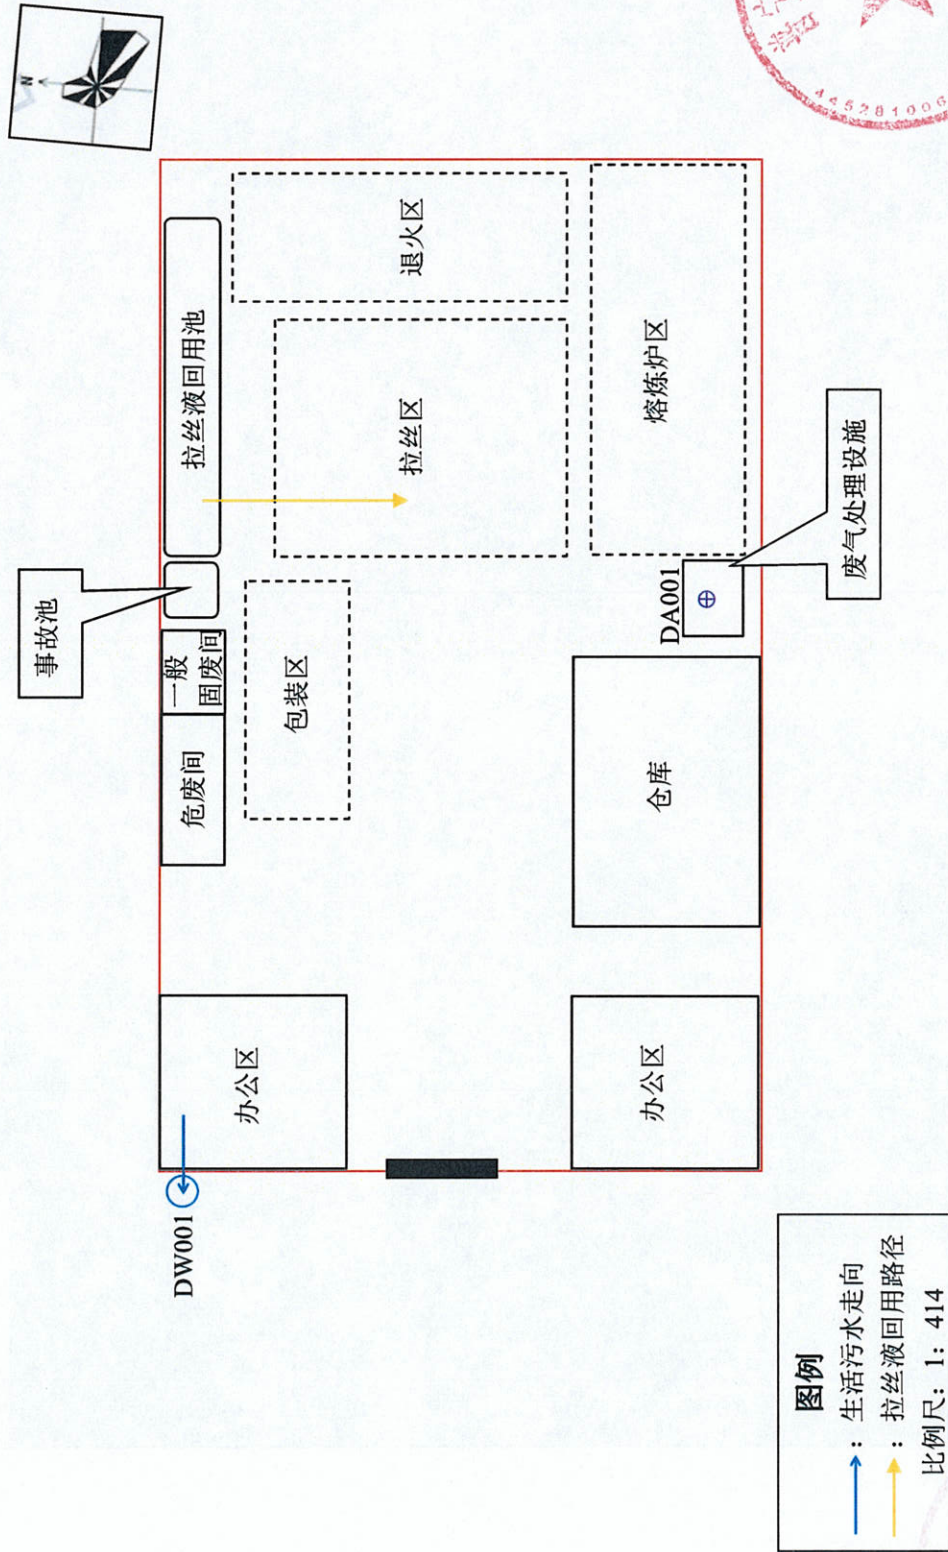 N
445281006
事故池
危废间
一般
固废间
拉丝液回用池
退火区
拉丝区
包装区
熔炼炉区
DW001
办公区
办公区
仓库
DA001
废气处理设施
图例
：生活污水走向
：拉丝液回用路径
比例尺：1：414